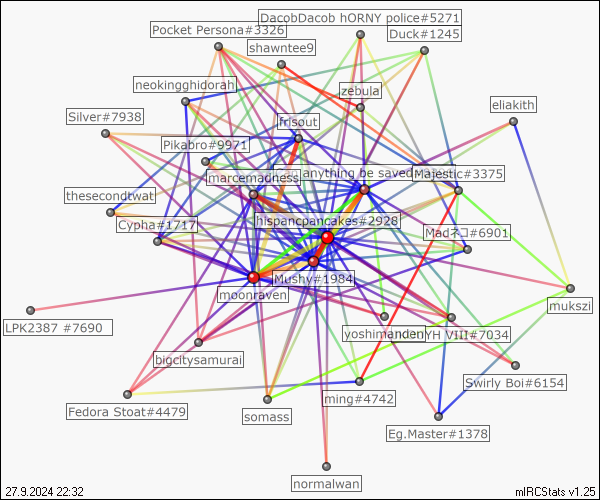 DacobDacob hORNY police#5271
Pocket Persona#3326
Duck#1245
shawntee9
neokingghidorah
zebula
eliakith
Silver#7938
frisout
Pikabro#9971
marcemadness
anything be saved
Majestic#3375
thesecondtwat
Cypha#1717
hispancpancakes#2928
Madネコ#6901
Mushy#1984
moonraven
mukszi
LPK2387 #7690
yoshimanden
VIII#7034
bigcitysamurai
Swirly Boi#6154
Fedora Stoat#4479
somass
ming#4742
Eg.Master#1378
normalwan
27.9.2024 22:32
mIRCStats v1.25